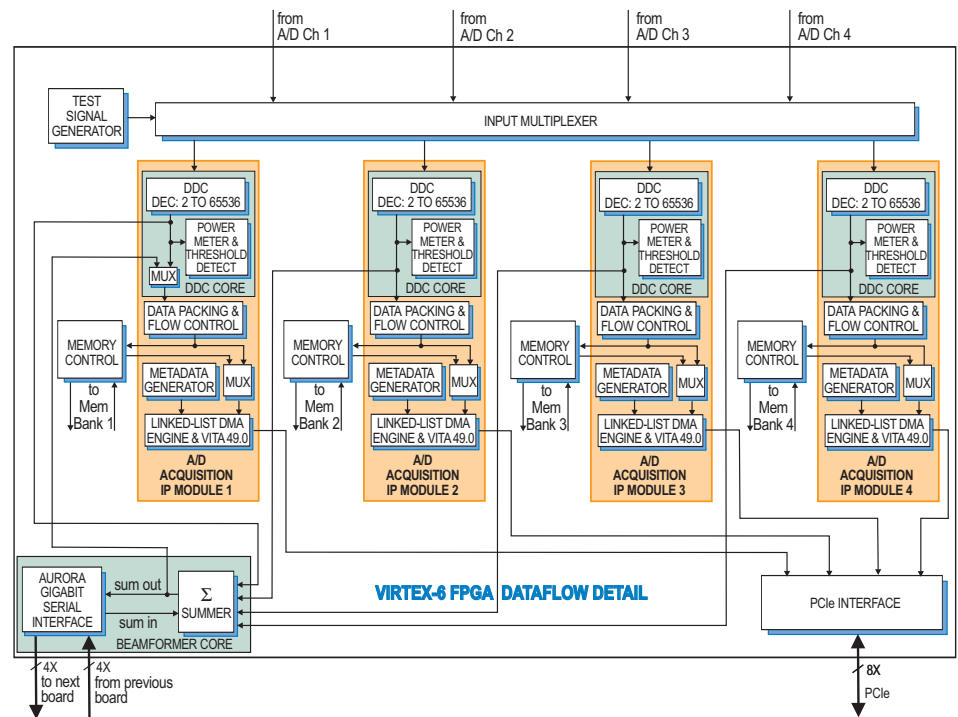 from
A/D Ch 1
from
A/D Ch 2
from
A/D Ch 3
from
A/D Ch 4
TEST
SIGNAL
GENERATOR
INPUT MULTIPLEXER
DDC
DEC: 2 TO 65536
POWER
METER &
THRESHOLD
DETECT
MUX
DDC CORE
DATA PACKING &
FLOW CONTROL
MEMORY
CONTROL
METADATA
GENERATOR
MUX
to
Mem
Bank 1
LINKED-LIST DMA
ENGINE & VITA 49.0
A/D
ACQUISITION
IP MODULE 1
DDC
DEC: 2 TO 65536
POWER
METER &
THRESHOLD
DETECT
DDC CORE
DATA PACKING &
FLOW CONTROL
MEMORY
CONTROL
METADATA
GENERATOR
MUX
to
Mem
Bank 2
LINKED-LIST DMA
ENGINE & VITA 49.0
A/D
ACQUISITION
IP MODULE 2
DDC
DEC: 2 TO 65536
POWER
METER &
THRESHOLD
DETECT
DDC CORE
DATA PACKING &
FLOW CONTROL
MEMORY
CONTROL
METADATA
GENERATOR
MUX
to
Mem
Bank 3
LINKED-LIST DMA
ENGINE & VITA 49.0
A/D
ACQUISITION
IP MODULE 3
DDC
DEC: 2 TO 65536
POWER
METER &
THRESHOLD
DETECT
DDC CORE
DATA PACKING &
FLOW CONTROL
MEMORY
CONTROL
METADATA
GENERATOR
MUX
to
Mem
Bank 4
LINKED-LIST DMA
ENGINE & VITA 49.0
A/D
ACQUISITION
IP MODULE 4
AURORA
GIGABIT
SERIAL
INTERFACE
sum out
sum in
Σ
SUMMER
BEAMFORMER CORE
VIRTEX-6 FPGA DATAFLOW DETAIL
PCIe INTERFACE
4X
to next
board
4X
from previous
board
8X
PCIe